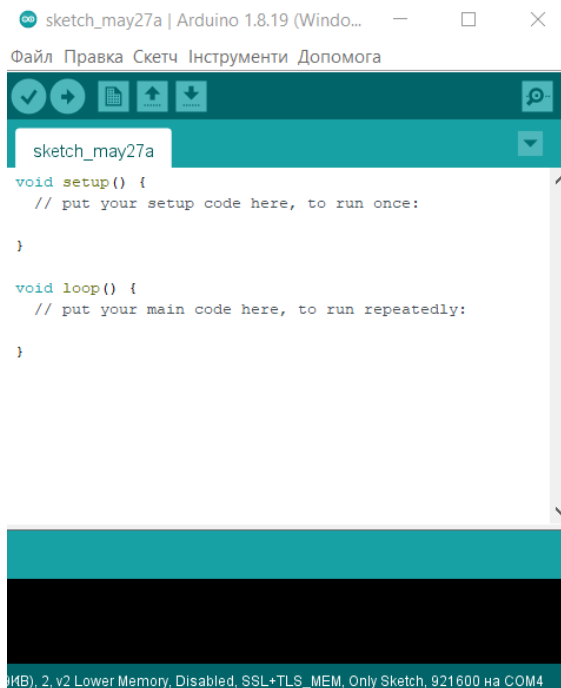 sketch_may27a | Arduino 1.8.19 (Windo...
Файл Правка Скетч Інструменти Допомога
sketch_may27a
void setup() {
// put your setup code here, to run once:
}
void loop() {
// put your main code here, to run repeatedly:
}
2, v2 Lower Memory, Disabled, SSL+TLS_MEM, Only Sketch, 921600 на COM4